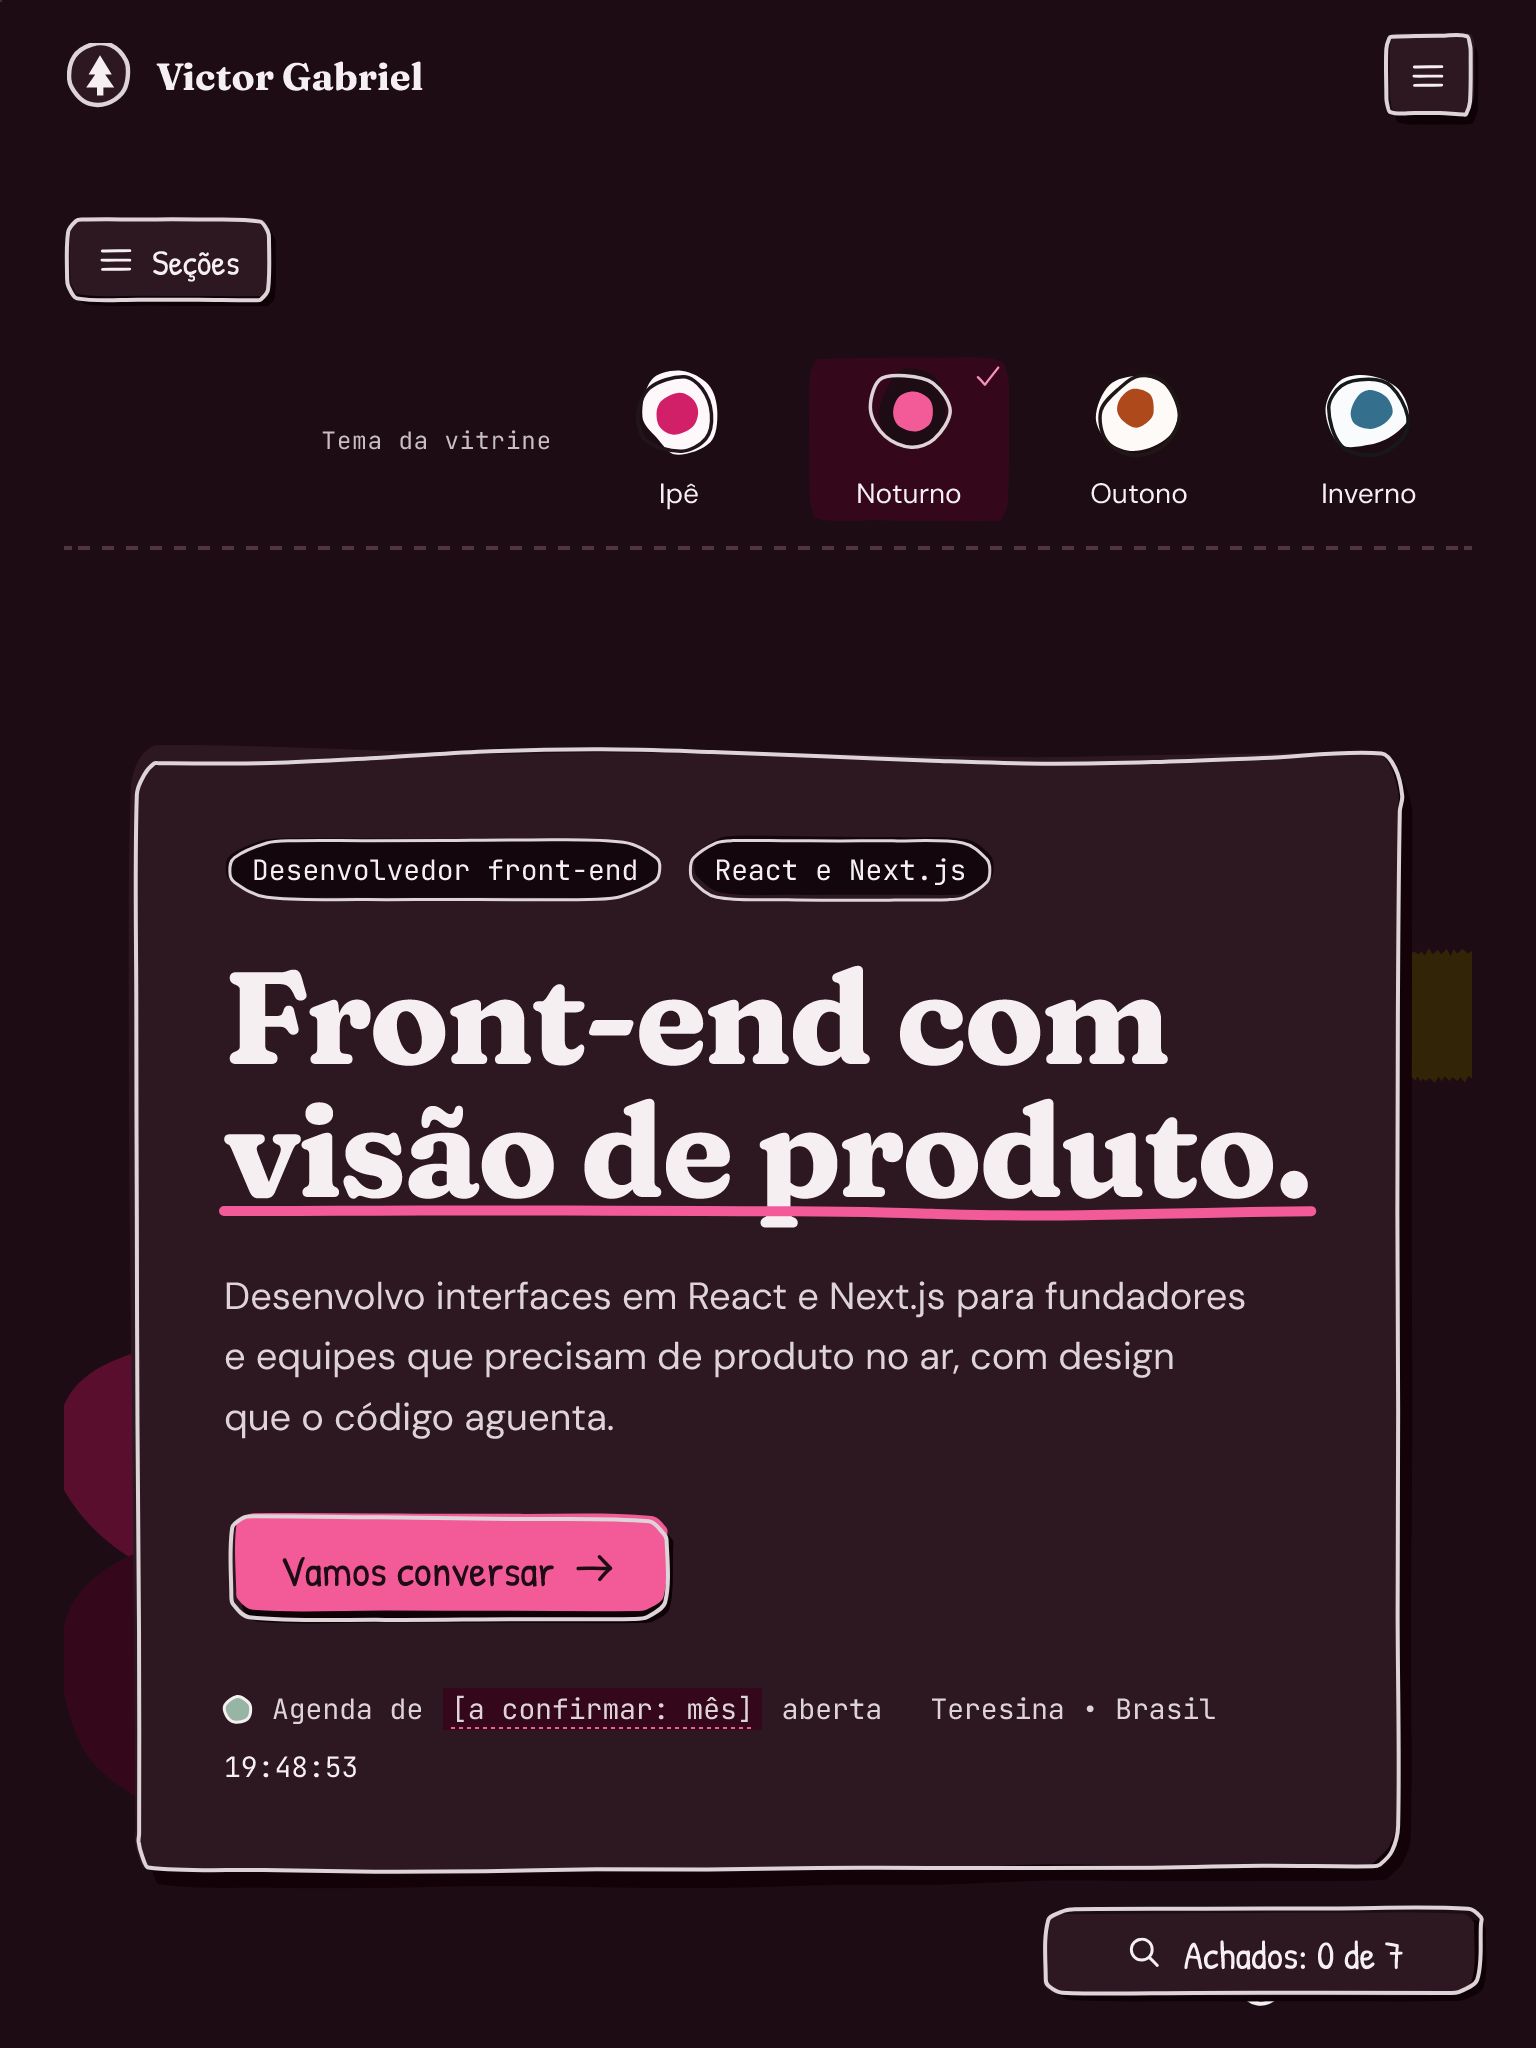 Victor Gabriel
Seções
Tema da vitrine
Ipê
Noturno
Outono
Inverno
Desenvolvedor front-end
React e Next.js
Front-end com
visão de produto.
Desenvolvo interfaces em React e Next.js para fundadores
e equipes que precisam de produto no ar, com design
que o código aguenta.
Vamos conversar →
Agenda de [a confirmar: mês] aberta Teresina • Brasil
19:48:53
Achados: 0 de 7